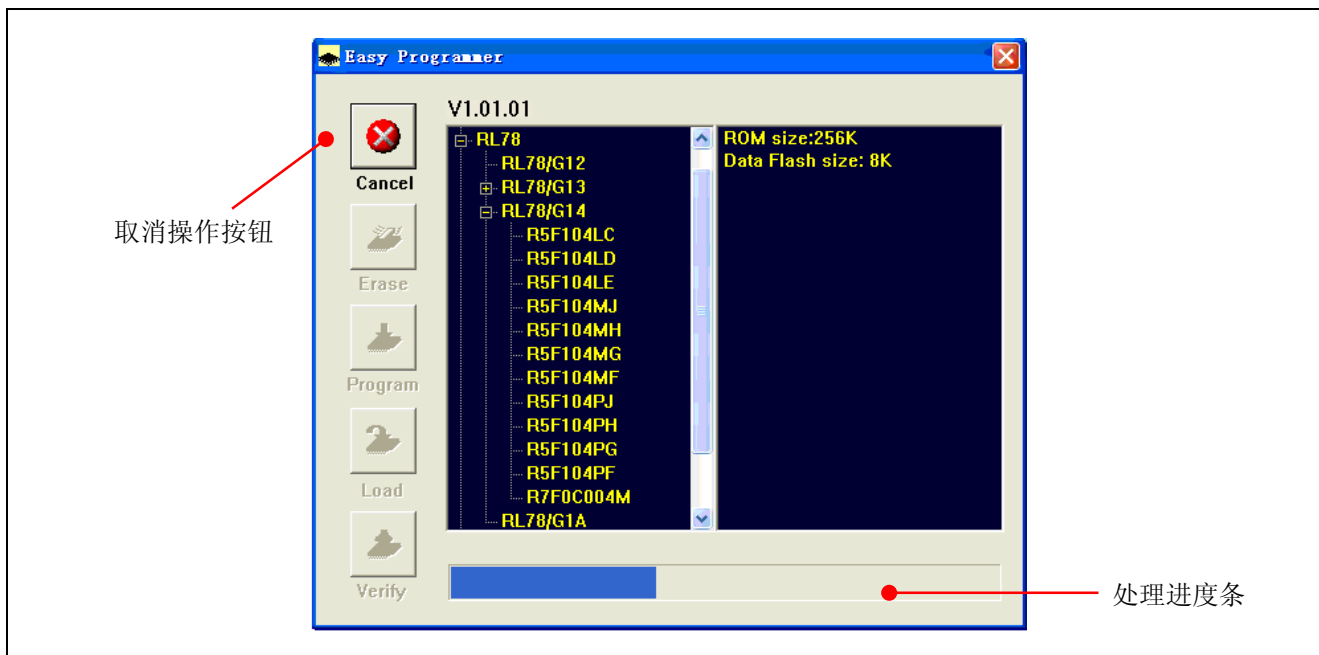 Easy Programmer
V1.01.01
Cancel
Erase
Program
Load
Verify
RL78
RL78/G12
RL78/G13
RL78/G14
R5F104LC
R5F104LD
R5F104LE
R5F104MJ
R5F104MH
R5F104MG
R5F104MF
R5F104PJ
R5F104PH
R5F104PG
R5F104PF
R7F0C004M
RL78/G1A
ROM size:256K
Data Flash size: 8K
取消操作按钮
处理进度条